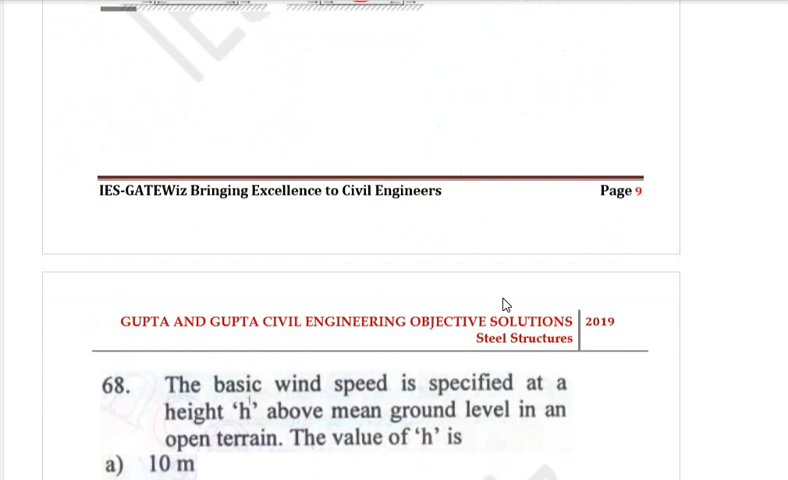 IES-GATEWiz Bringing Excellence to Civil Engineers Page 9
GUPTA AND GUPTA CIVIL ENGINEERING OBJECTIVE SOLUTIONS 2019
Steel Structures
68. The basic wind speed is specified at a
height ‘h’ above mean ground level in an
open terrain. The value of ‘h’ is
a) 10 m